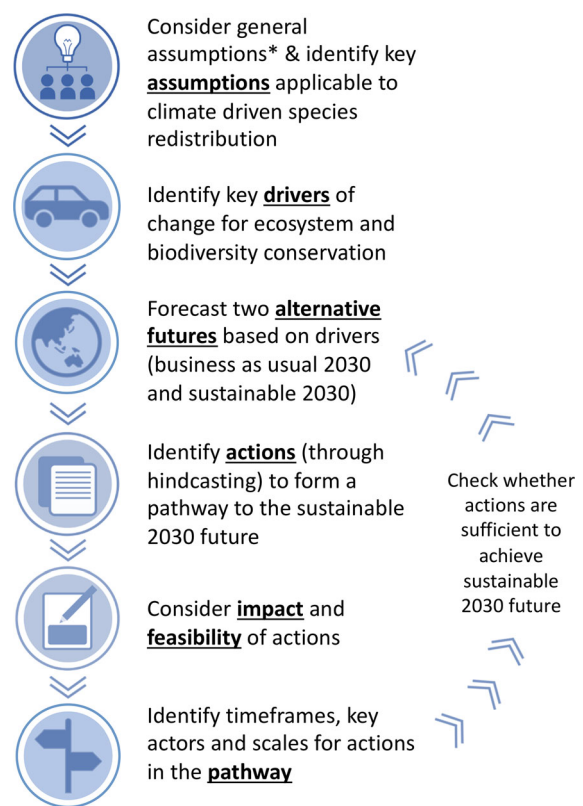 Consider general
assumptions* & identify key
assumptions applicable to
climate driven species
redistribution
Identify key drivers of
change for ecosystem and
biodiversity conservation
Forecast two alternative
futures based on drivers
(business as usual 2030
and sustainable 2030)
Identify actions (through
hindcasting) to form a
pathway to the sustainable
2030 future
Consider impact and
feasibility of actions
Identify timeframes, key
actors and scales for actions
in the pathway
Check whether
actions are
sufficient to
achieve
sustainable
2030 future